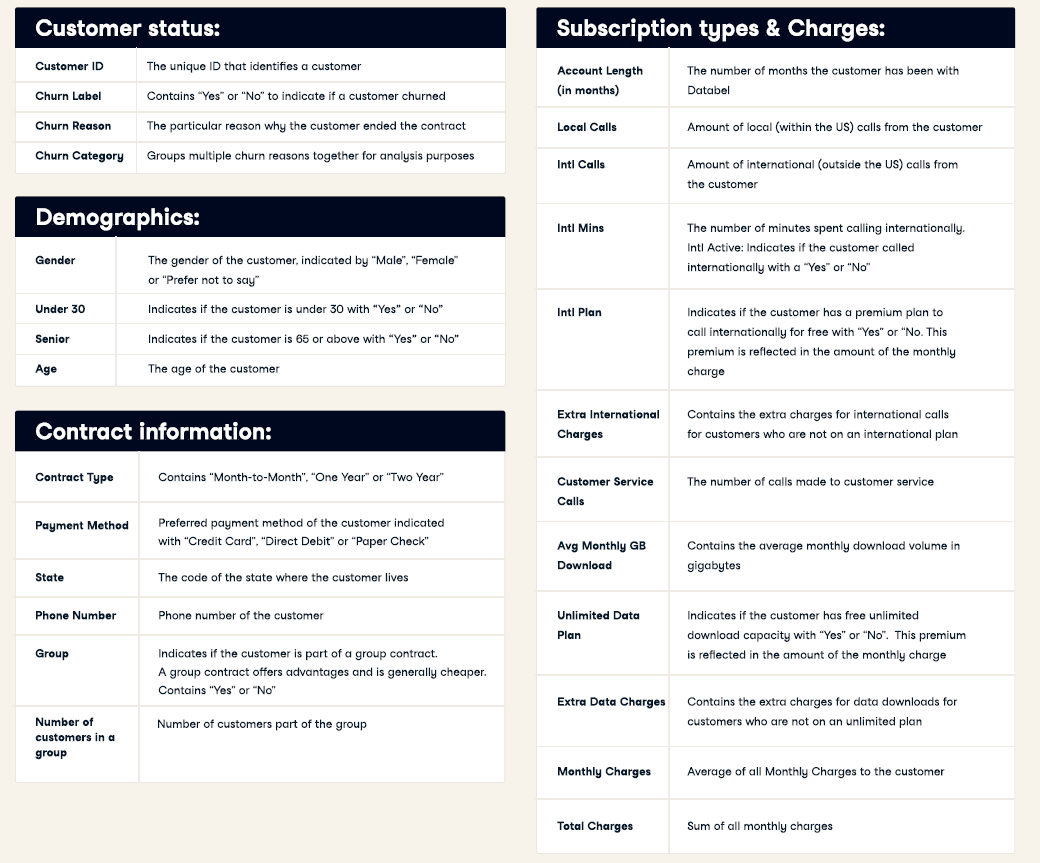 Customer status:
Customer ID The unique ID that identifies a customer
Churn Label Contains “Yes” or “No” to indicate if a customer churned
Churn Reason The particular reason why the customer ended the contract
Churn Category Groups multiple churn reasons together for analysis purposes
Demographics:
Gender The gender of the customer, indicated by “Male”, “Female”
or “Prefer not to say”
Under 30 Indicates if the customer is under 30 with “Yes” or “No”
Senior Indicates if the customer is 65 or above with “Yes” or “No”
Age The age of the customer
Contract information:
Contract Type Contains “Month-to-Month”, “One Year” or “Two Year”
Payment Method Preferred payment method of the customer indicated
with “Credit Card”, “Direct Debit” or “Paper Check”
State The code of the state where the customer lives
Phone Number Phone number of the customer
Group Indicates if the customer is part of a group contract.
A group contract offers advantages and is generally cheaper.
Contains “Yes” or “No”
Number of Number of customers part of the group
customers in a
group
Subscription types & Charges:
Account Length The number of months the customer has been with
(in months) Databel
Local Calls Amount of local (within the US) calls from the customer
Intl Calls Amount of international (outside the US) calls from
the customer
Intl Mins The number of minutes spent calling internationally.
Intl Active: Indicates if the customer called
internationally with a “Yes” or “No”
Intl Plan Indicates if the customer has a premium plan to
call internationally for free with “Yes” or “No. This
premium is reflected in the amount of the monthly
charge
Extra International Contains the extra charges for international calls
Charges for customers who are not on an international plan
Customer Service The number of calls made to customer service
Calls
Avg Monthly GB Contains the average monthly download volume in
Download gigabytes
Unlimited Data Indicates if the customer has free unlimited
Plan download capacity with “Yes” or “No”. This premium
is reflected in the amount of the monthly charge
Extra Data Charges Contains the extra charges for data downloads for
customers who are not on an unlimited plan
Monthly Charges Average of all Monthly Charges to the customer
Total Charges Sum of all monthly charges